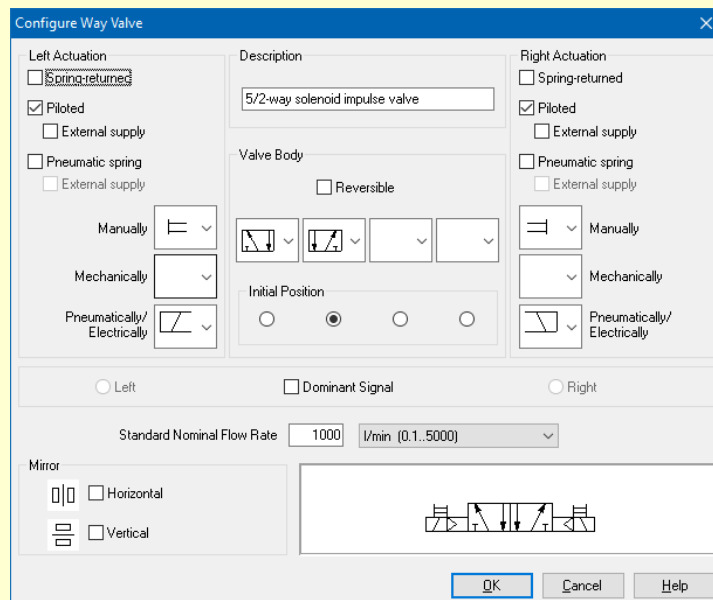 Configure Way Valve
Left Actuation
Spring-returned
Piloted
External supply
Pneumatic spring
External supply
Manually
Mechanically
Pneumatically/
Electrically
Description
5/2-way solenoid impulse valve
Valve Body
Reversible
Initial Position
Right Actuation
Spring-returned
Piloted
External supply
Pneumatic spring
External supply
Manually
Mechanically
Pneumatically/
Electrically
Left
Dominant Signal
Right
Standard Nominal Flow Rate 1000 l/min (0.1..5000)
Mirror
Horizontal
Vertical
OK Cancel Help